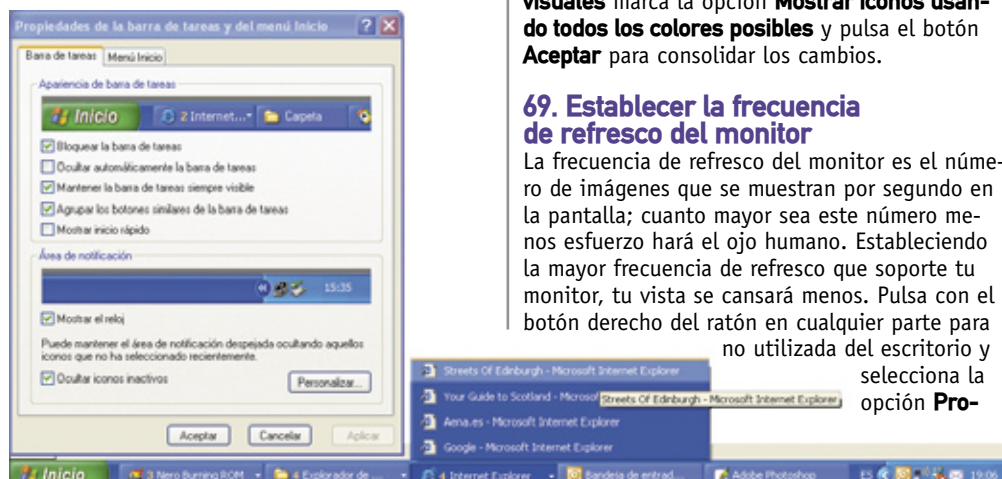 Propiedades de la barra de tareas y del menú Inicio
Barra de tareas Menú Inicio
Apariencia de barra de tareas
Inicio 2 Internet... Carpeta
Bloquear la barra de tareas
Ocultar automáticamente la barra de tareas
Mantener la barra de tareas siempre visible
Agrupar los botones similares de la barra de tareas
Mostrar inicio rápido
Área de notificación
15:35
Mostrar el reloj
Puede mantener el área de notificación despejada ocultando aquellos
iconos que no ha seleccionado recientemente.
Ocultar iconos inactivos
Personalizar...
Aceptar Cancelar Aplicar
visuales marca la opción Mostrar iconos usan-
do todos los colores posibles y pulsa el botón
Aceptar para consolidar los cambios.
69. Establecer la frecuencia
de refresco del monitor
La frecuencia de refresco del monitor es el núme-
ro de imágenes que se muestran por segundo en
la pantalla; cuanto mayor sea este número me-
nos esfuerzo hará el ojo humano. Estableciendo
la mayor frecuencia de refresco que soporte tu
monitor, tu vista se cansará menos. Pulsa con el
botón derecho del ratón en cualquier parte para
no utilizada del escritorio y
selecciona la
opción Pro-
Streets Of Edinburgh - Microsoft Internet Explorer
Your Guide to Scotland - Microsof
Streets Of Edinburgh - Microsoft Internet Explorer
Aena.es - Microsoft Internet Explorer
Google - Microsoft Internet Explorer
Inicio 3 Nero Burning ROM 4 Explorador de ... 4 Internet Explorer Bandeja de entrad... Adobe Photoshop ES 19:06